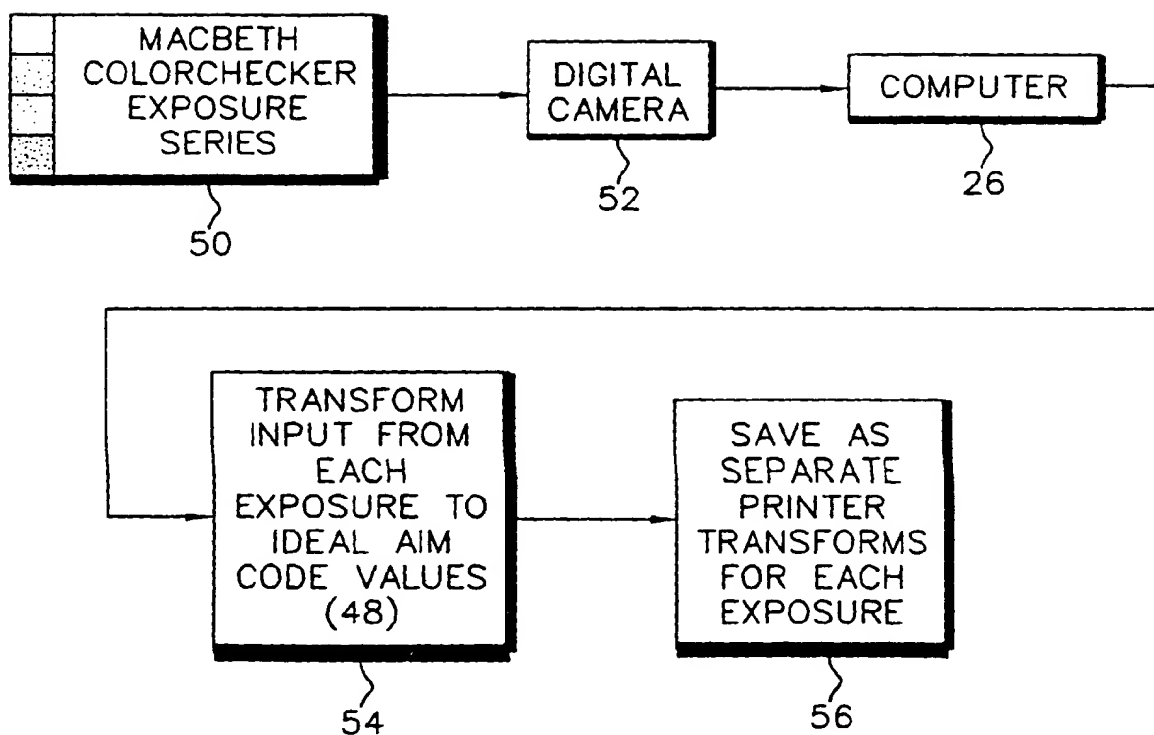 MACBETH
COLORCHECKER
EXPOSURE
SERIES
DIGITAL
CAMERA
COMPUTER
50
52
26
TRANSFORM
INPUT FROM
EACH
EXPOSURE TO
IDEAL AIM
CODE VALUES
(48)
SAVE AS
SEPARATE
PRINTER
TRANSFORMS
FOR EACH
EXPOSURE
54
56